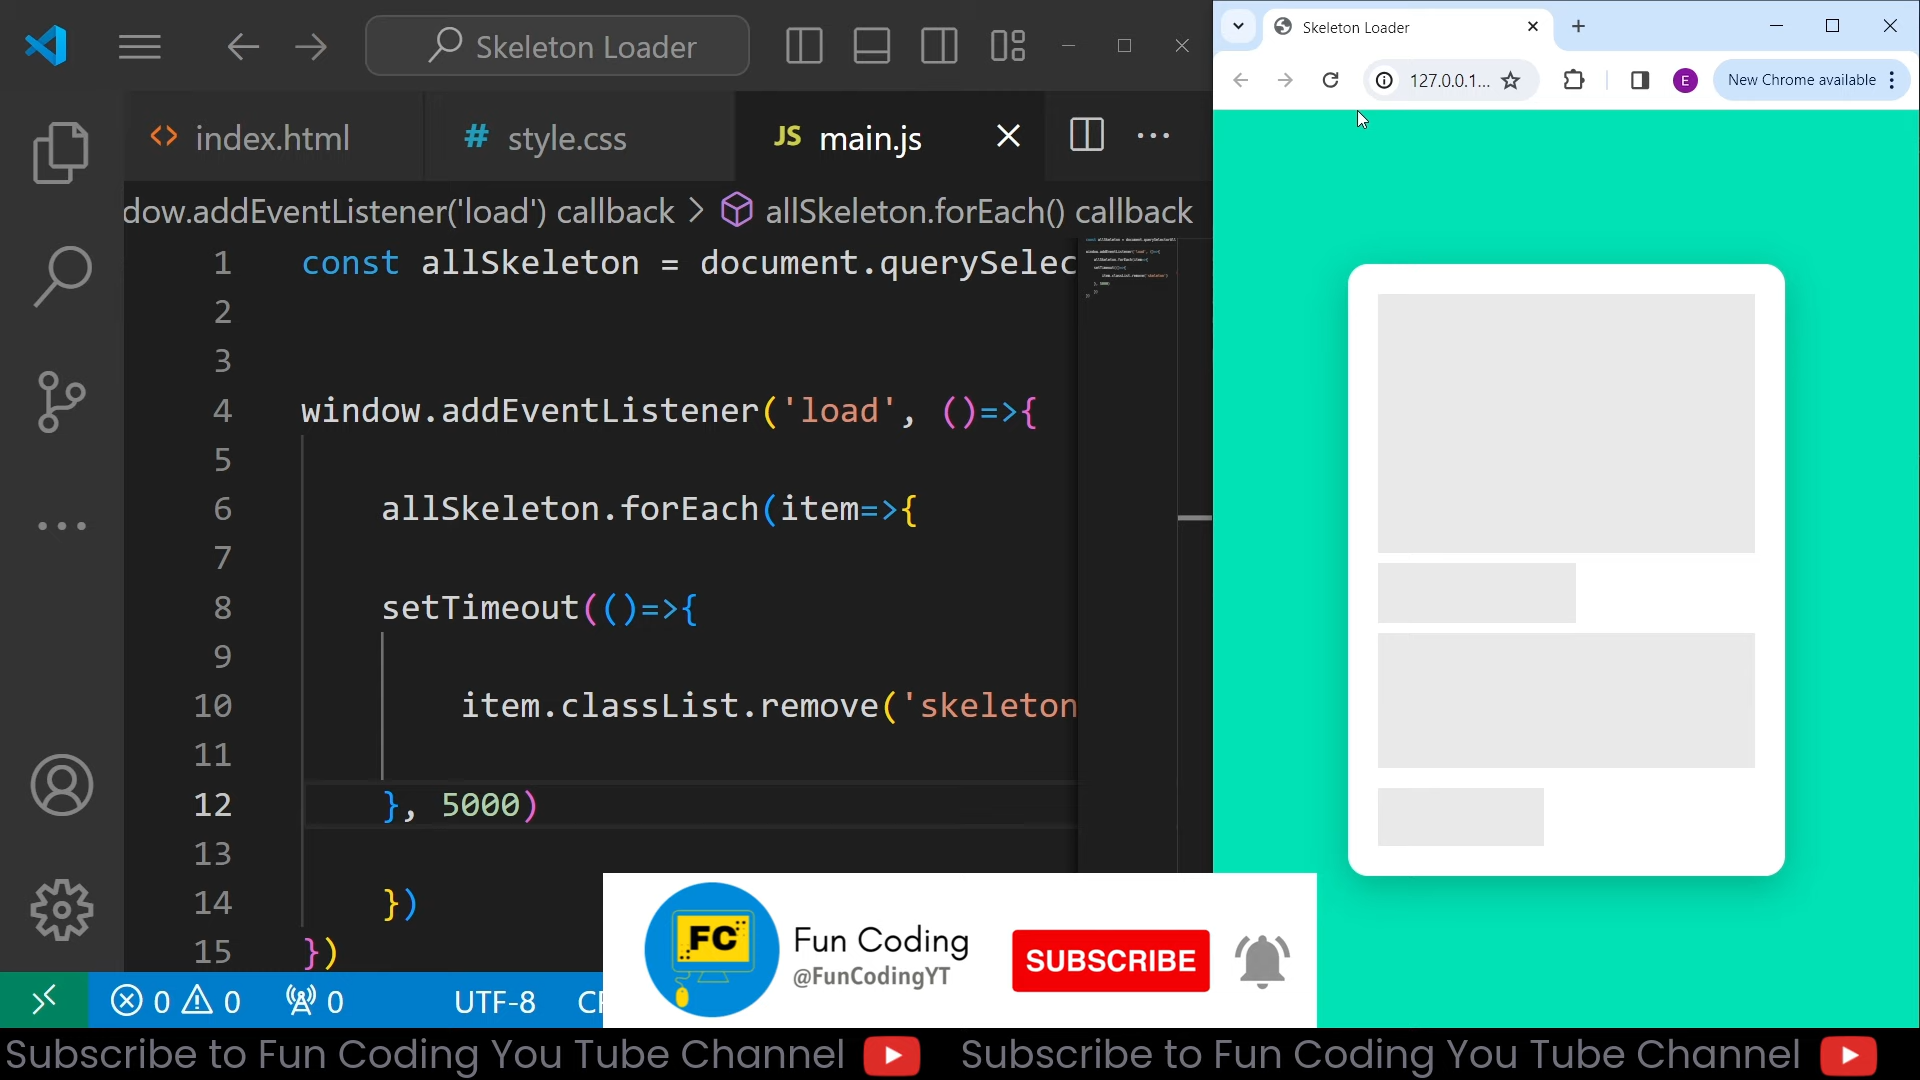 Skeleton Loader
index.html
# style.css
JS main.js
dow.addEventListener('load') callback > allSkeleton.forEach() callback
1 const allSkeleton = document.querySelec
2
3
4 window.addEventListener('load', ()=>{
5
6 allSkeleton.forEach(item=>{
7
8 setTimeout(()=>{
9
10 item.classList.remove('skeleton
11
12 }, 5000)
13
14 })
15 })
0 0 0 UTF-8
Skeleton Loader
127.0.0.1...
E
New Chrome available
FC
Fun Coding
@FunCodingYT
SUBSCRIBE
Subscribe to Fun Coding You Tube Channel
Subscribe to Fun Coding You Tube Channel